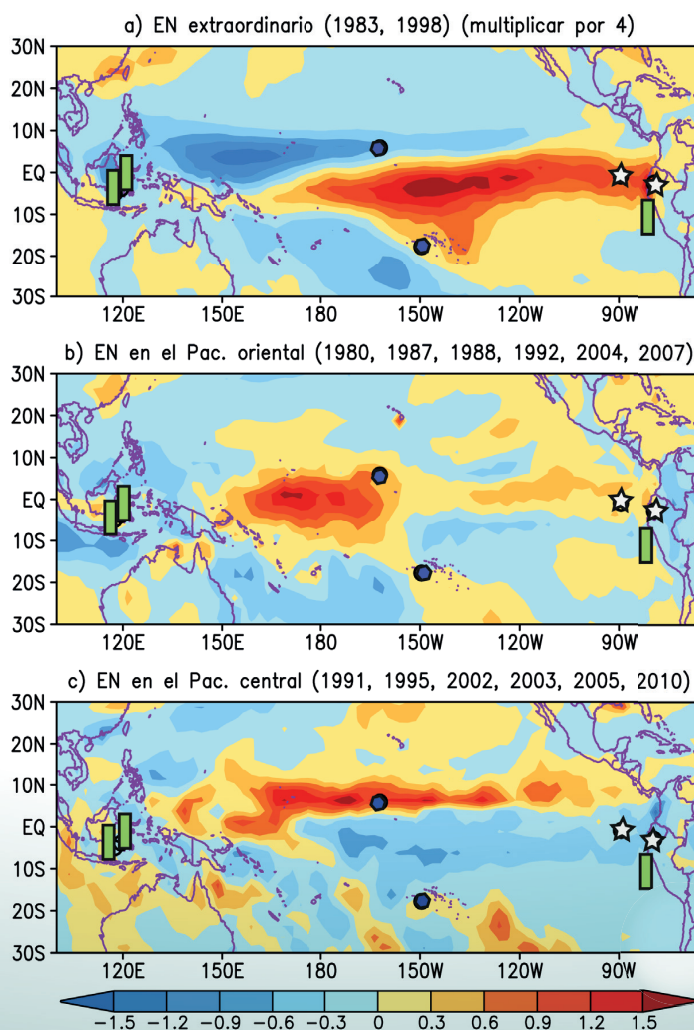 a) EN extraordinario (1983, 1998) (multiplicar por 4)
30N
20N
10N
EQ
10S
20S
30S
120E 150E 180 150W 120W 90W
b) EN en el Pac. oriental (1980, 1987, 1988, 1992, 2004, 2007)
30N
20N
10N
EQ
10S
20S
30S
120E 150E 180 150W 120W 90W
c) EN en el Pac. central (1991, 1995, 2002, 2003, 2005, 2010)
30N
20N
10N
EQ
10S
20S
30S
120E 150E 180 150W 120W 90W
-1.5 -1.2 -0.9 -0.6 -0.3 0 0.3 0.6 0.9 1.2 1.5